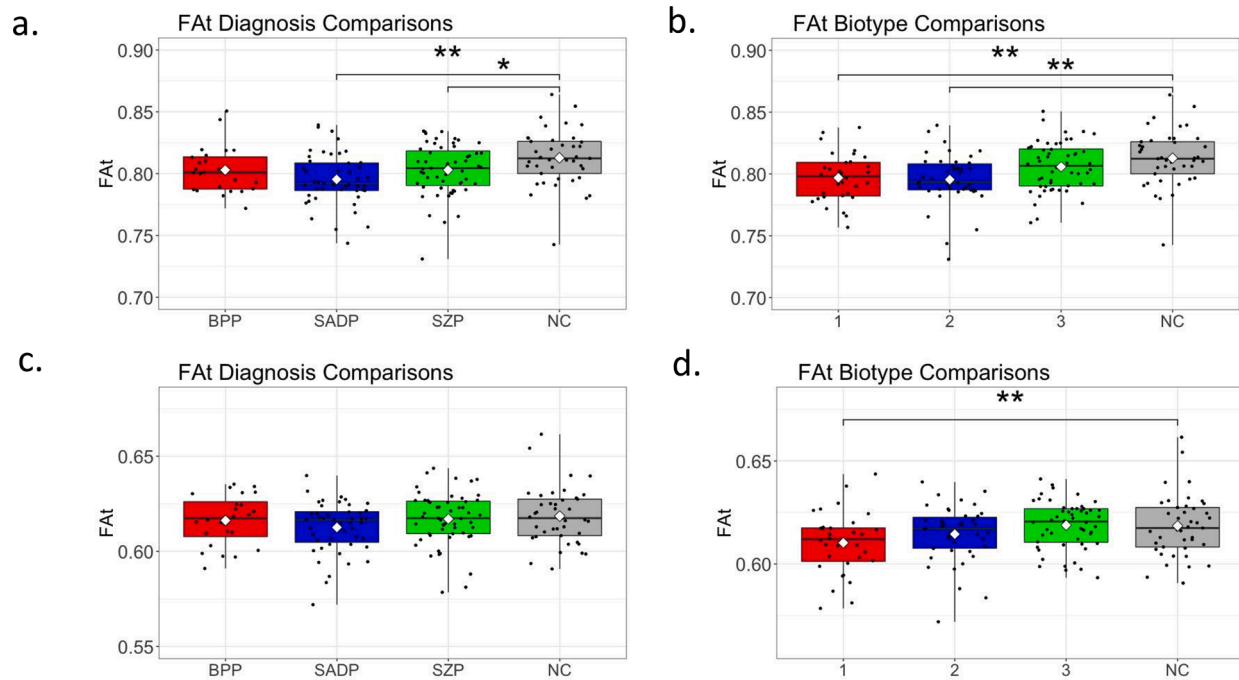 a.
FAt Diagnosis Comparisons
**
*
0.90
0.85
0.80
0.75
0.70
FAt
BPP SADP SZP NC
b.
FAt Biotype Comparisons
**
**
0.90
0.85
0.80
0.75
0.70
FAt
1 2 3 NC
c.
FAt Diagnosis Comparisons
0.65
0.60
0.55
FAt
BPP SADP SZP NC
d.
FAt Biotype Comparisons
**
0.65
0.60
FAt
1 2 3 NC